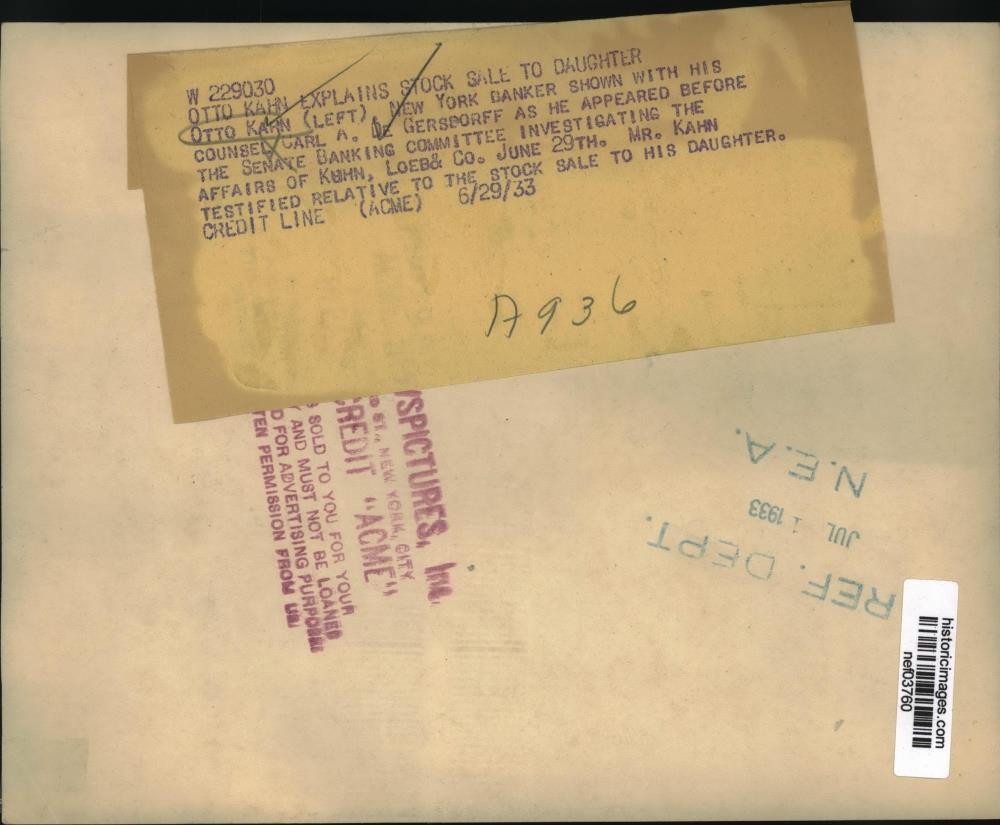 W 229030
OTTO KAHN EXPLAINS STOCK SALE TO DAUGHTER
OTTO KAHN (LEFT), NEW YORK BANKER SHOWN WITH HIS
COUNSEL CARL A. De GERSDORFF AS HE APPEARED BEFORE
THE SENATE BANKING COMMITTEE INVESTIGATING THE
AFFAIRS OF KUHN, LOEB& CO. JUNE 29TH. MR. KAHN
TESTIFIED RELATIVE TO THE STOCK SALE TO HIS DAUGHTER.
CREDIT LINE (ACME) 6/29/33
A936
YSPICTURES, Inc.
ST., NEW YORK, CITY
CREDIT "ACME"
SOLD TO YOU FOR YOUR
AND MUST NOT BE LOANED
D FOR ADVERTISING PURPOSES
TEN PERMISSION FROM US.
REF. DEPT.
JUL 1 1933
N.E.A.
historicimages.com
nef03760